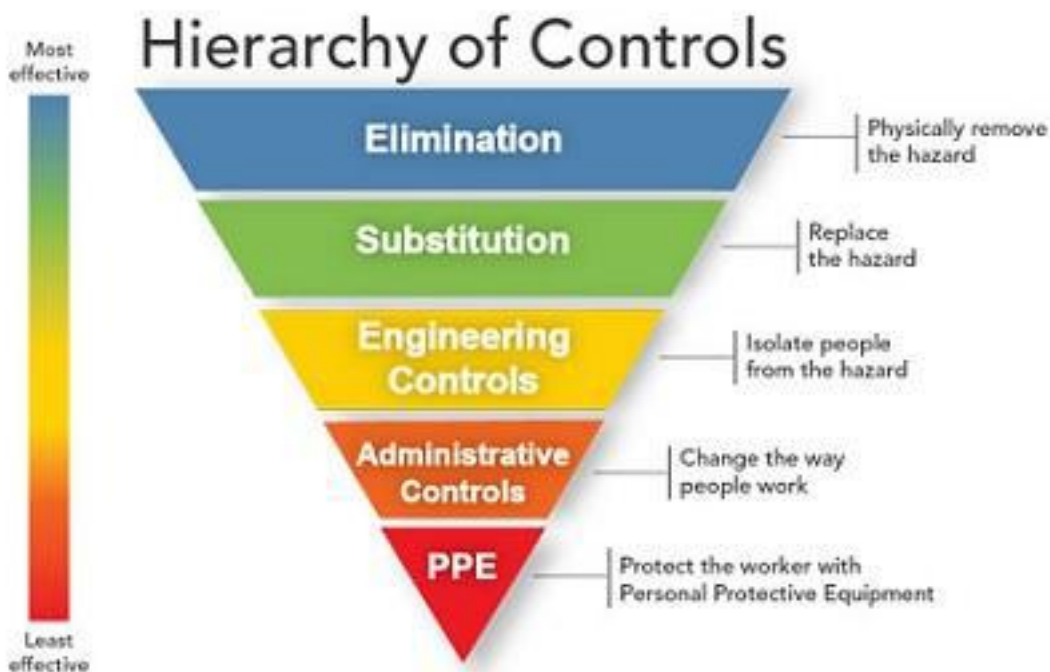 Hierarchy of Controls
Most
effective
Elimination
Physically remove
the hazard
Substitution
Replace
the hazard
Engineering
Controls
Isolate people
from the hazard
Administrative
Controls
Change the way
people work
PPE
Protect the worker with
Personal Protective Equipment
Least
effective